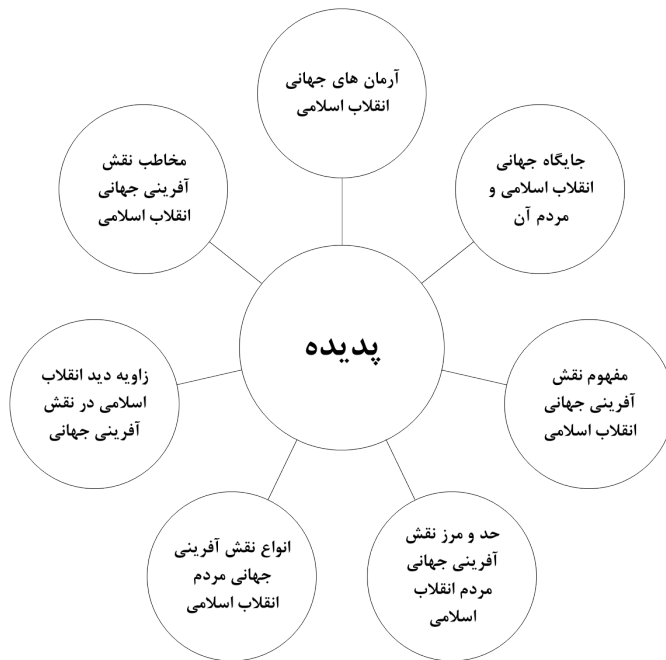 آرمان های جهانی
انقلاب اسلامی
جایگاه جهانی
انقلاب اسلامی و
مردم آن
مفهوم نقش
آفرینی جهانی
انقلاب اسلامی
حد و مرز نقش
آفرینی جهانی
مردم انقلاب
اسلامی
انواع نقش آفرینی
جهانی مردم
انقلاب اسلامی
زاویه دید انقلاب
اسلامی در نقش
آفرینی جهانی
مخاطب نقش
آفرینی جهانی
انقلاب اسلامی
پدیده